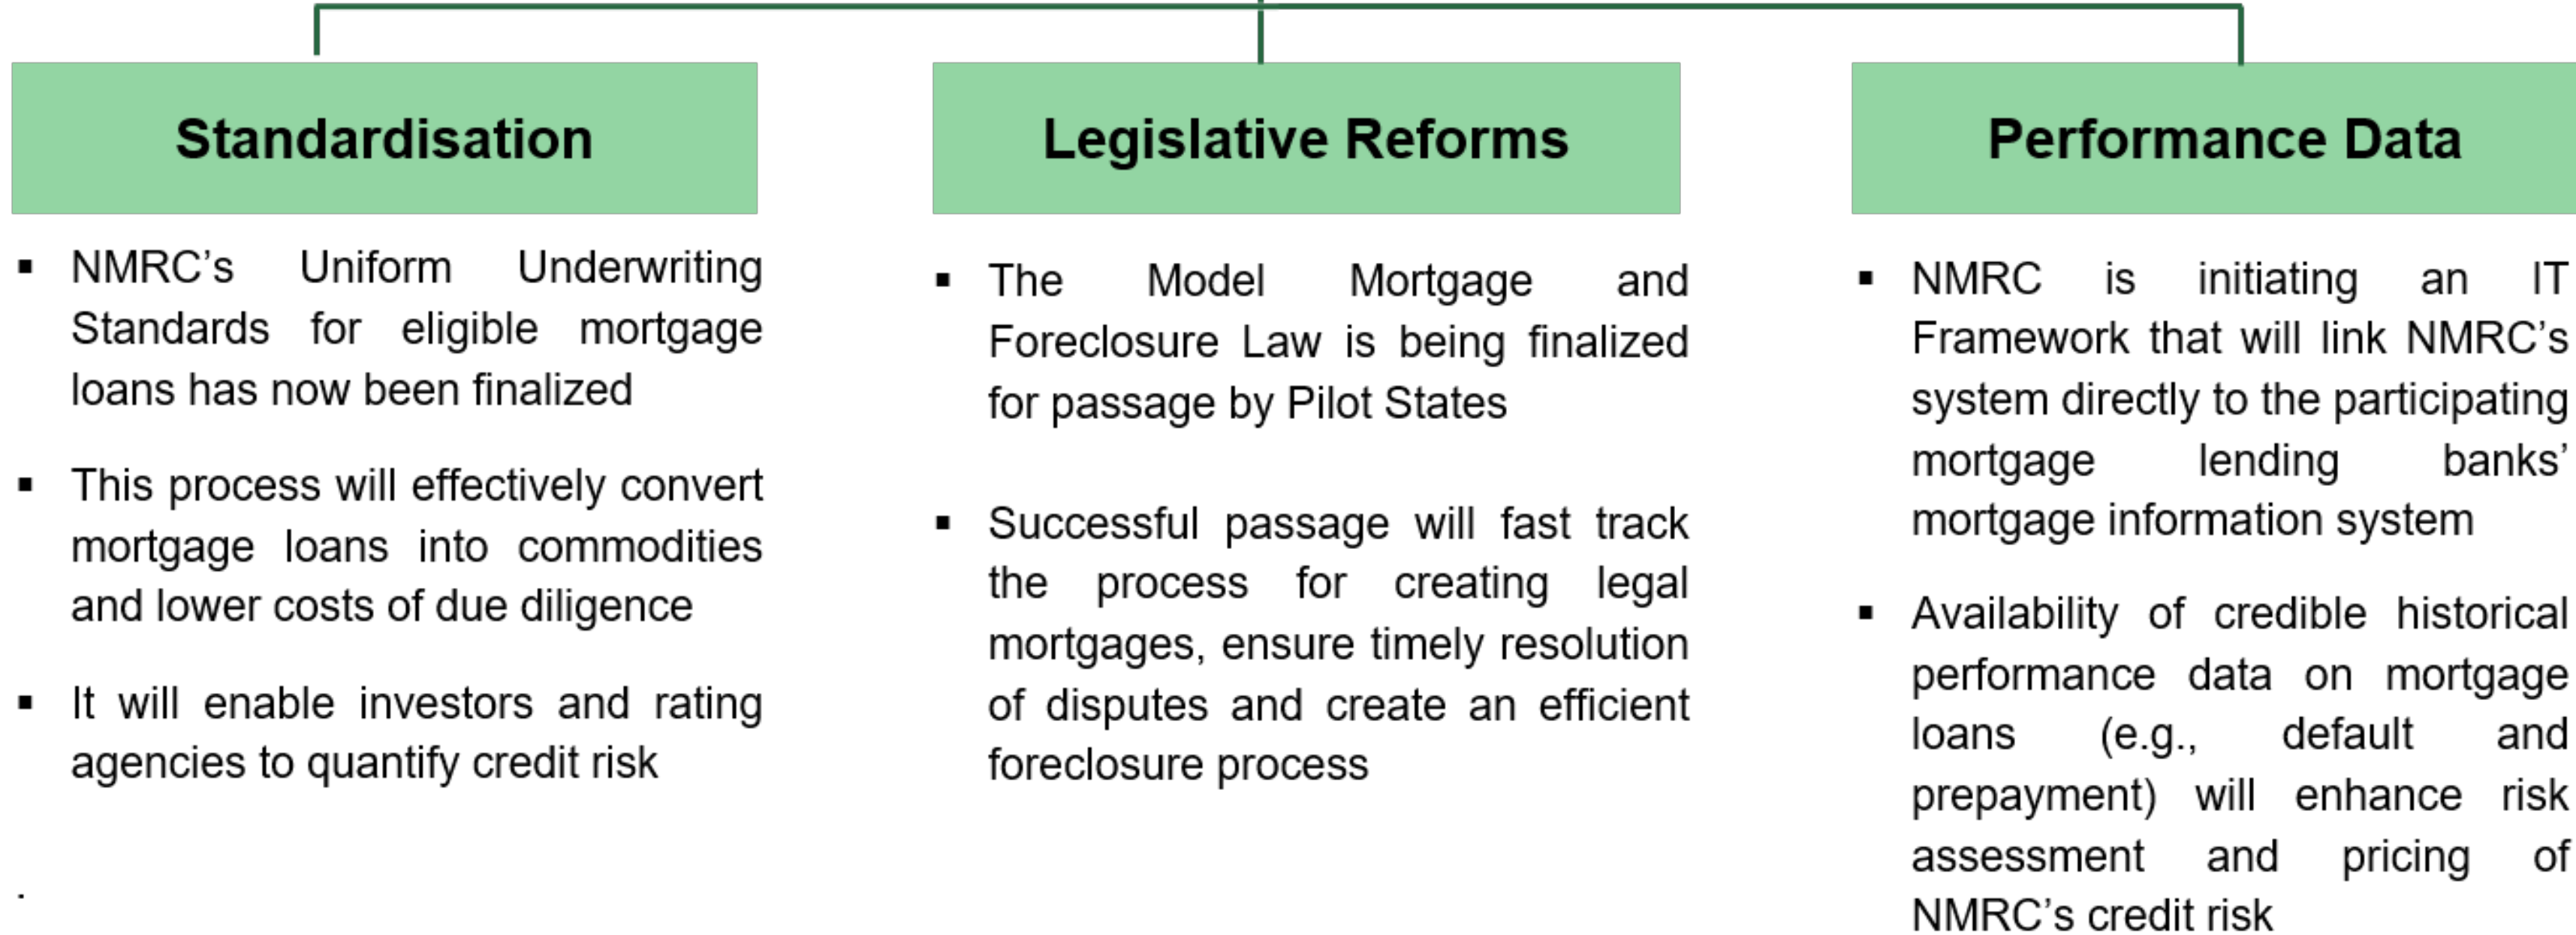 Standardisation
NMRC’s Uniform Underwriting
Standards for eligible mortgage
loans has now been finalized
This process will effectively convert
mortgage loans into commodities
and lower costs of due diligence
It will enable investors and rating
agencies to quantify credit risk
.
Legislative Reforms
The Model Mortgage and
Foreclosure Law is being finalized
for passage by Pilot States
Successful passage will fast track
the process for creating legal
mortgages, ensure timely resolution
of disputes and create an efficient
foreclosure process
Performance Data
NMRC is initiating an IT
Framework that will link NMRC’s
system directly to the participating
mortgage lending banks’
mortgage information system
Availability of credible historical
performance data on mortgage
loans (e.g., default and
prepayment) will enhance risk
assessment and pricing of
NMRC’s credit risk